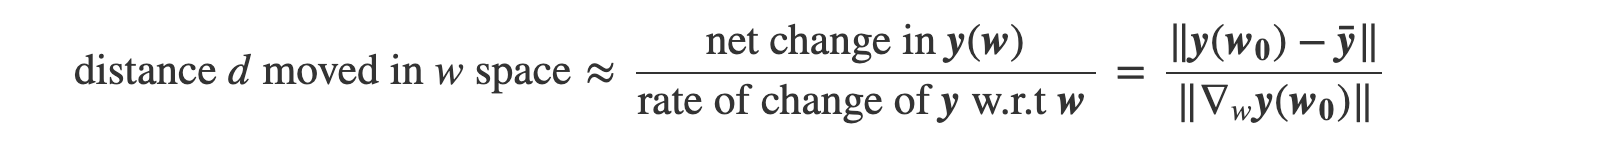 distance d moved in w space ≈ net change in y(w) / rate of change of y w.r.t w = ‖y(w₀) − ȳ‖ / ‖∇_w y(w₀)‖